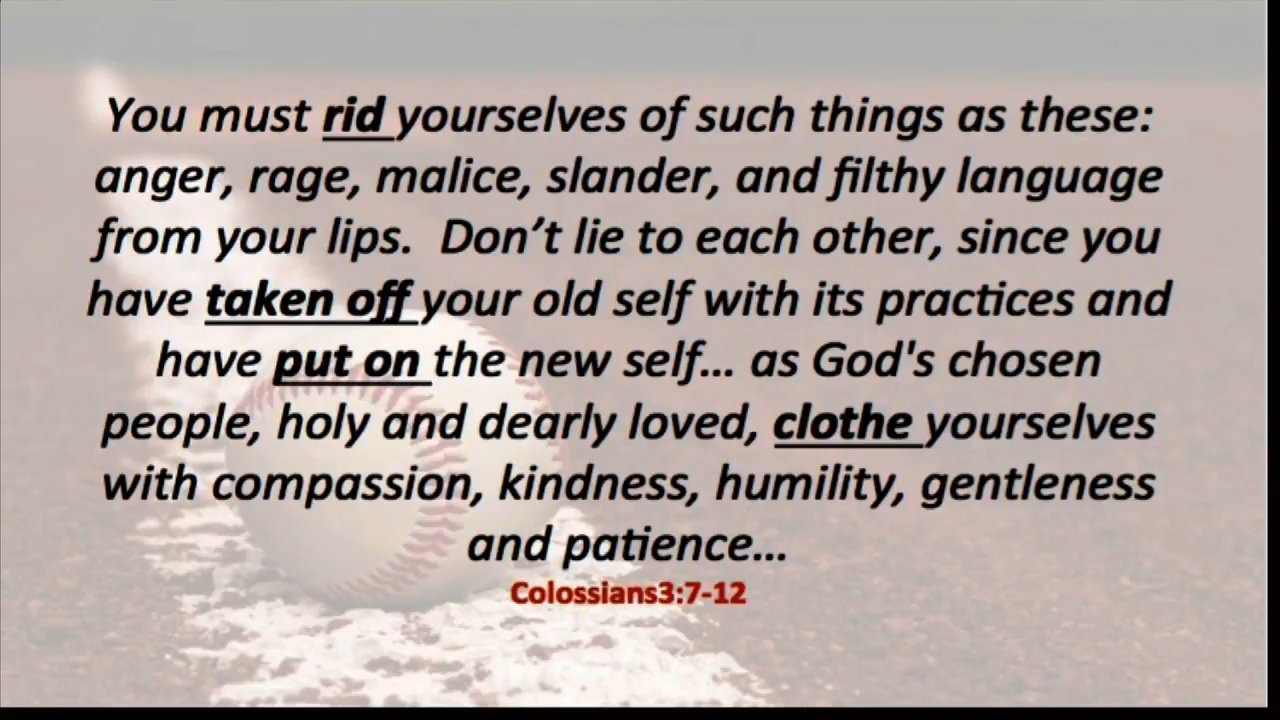 You must rid yourselves of such things as these:
anger, rage, malice, slander, and filthy language
from your lips.  Don’t lie to each other, since you
have taken off your old self with its practices and
have put on the new self... as God's chosen
people, holy and dearly loved, clothe yourselves
with compassion, kindness, humility, gentleness
and patience...
Colossians3:7-12